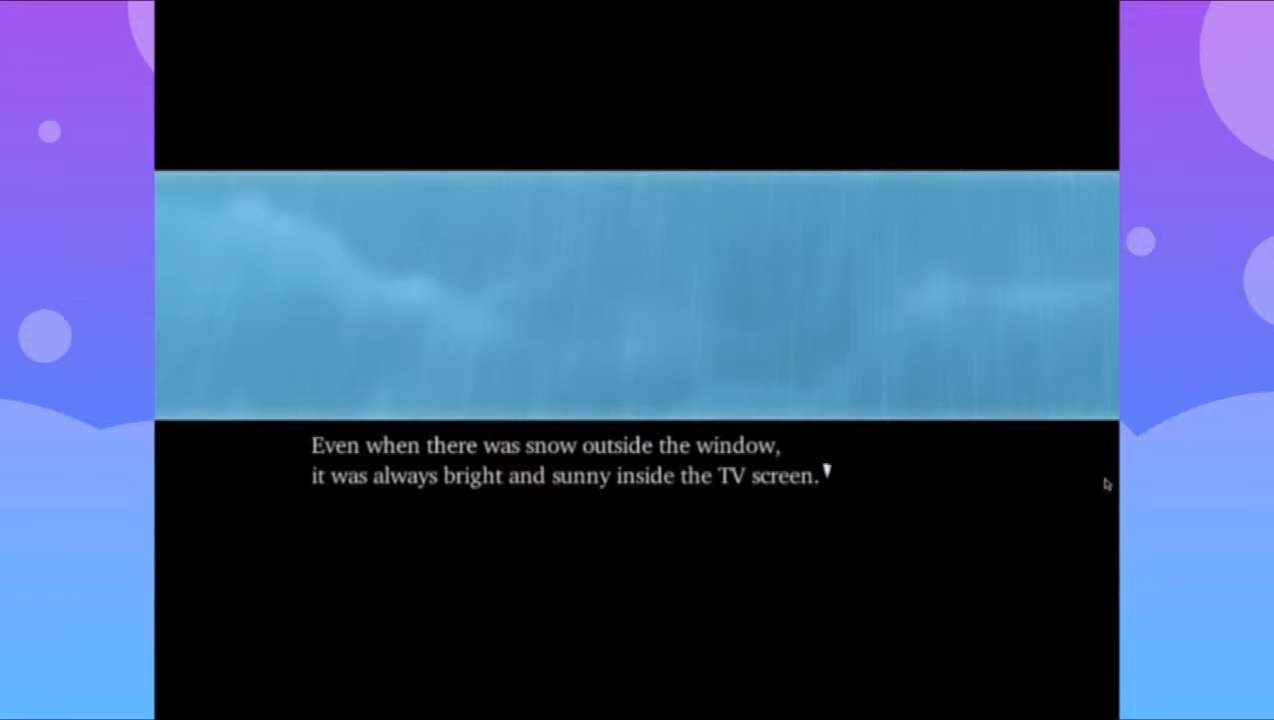 Even when there was snow outside the window,
it was always bright and sunny inside the TV screen.